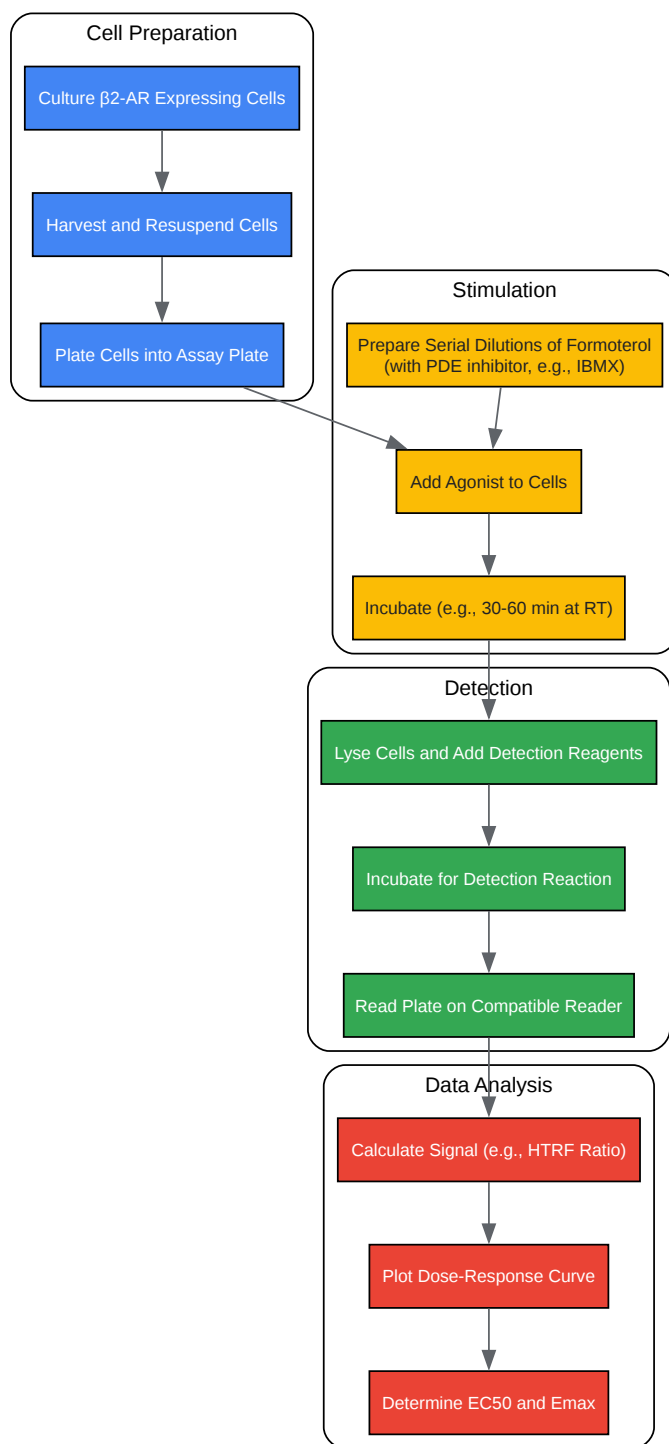 Cell Preparation
Culture β2-AR Expressing Cells
Harvest and Resuspend Cells
Plate Cells into Assay Plate
Stimulation
Prepare Serial Dilutions of Formoterol
(with PDE inhibitor, e.g., IBMX)
Add Agonist to Cells
Incubate (e.g., 30-60 min at RT)
Detection
Lyse Cells and Add Detection Reagents
Incubate for Detection Reaction
Read Plate on Compatible Reader
Data Analysis
Calculate Signal (e.g., HTRF Ratio)
Plot Dose-Response Curve
Determine EC50 and Emax